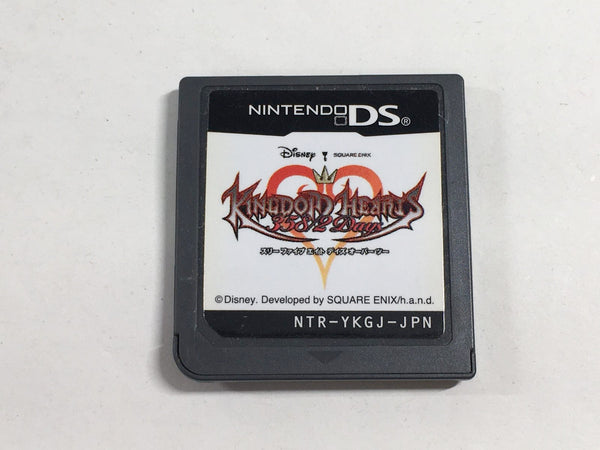 NINTENDO DS®
Disney SQUARE ENIX
KINGDOM HEARTS
358/2 Days
スリー ファイブ エイト デイズ オーバー ツー
©Disney. Developed by SQUARE ENIX/h.a.n.d.
NTR-YKGJ-JPN